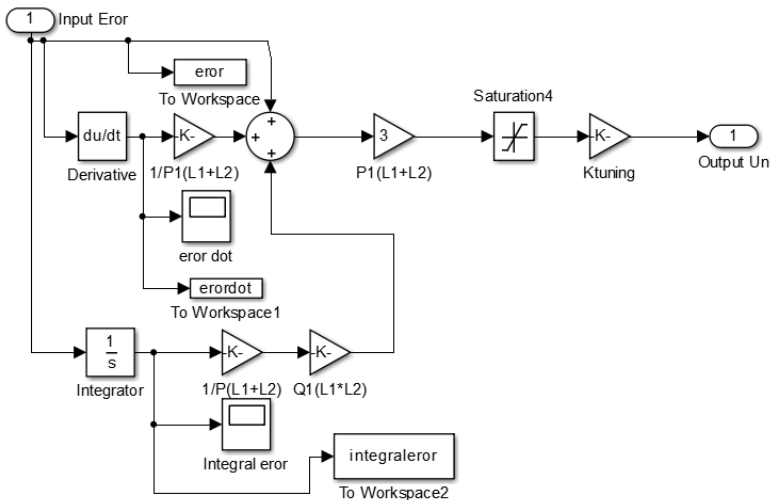 1
Input Eror
eror
To Workspace
Saturation4
du/dt
-K-
+
+
+
3
-K-
1
Derivative
1/P1(L1+L2)
P1(L1+L2)
Ktuning
Output Un
eror dot
erordot
To Workspace1
1
s
-K-
-K-
Integrator
1/P(L1+L2)
Q1(L1*L2)
Integral eror
integraleror
To Workspace2